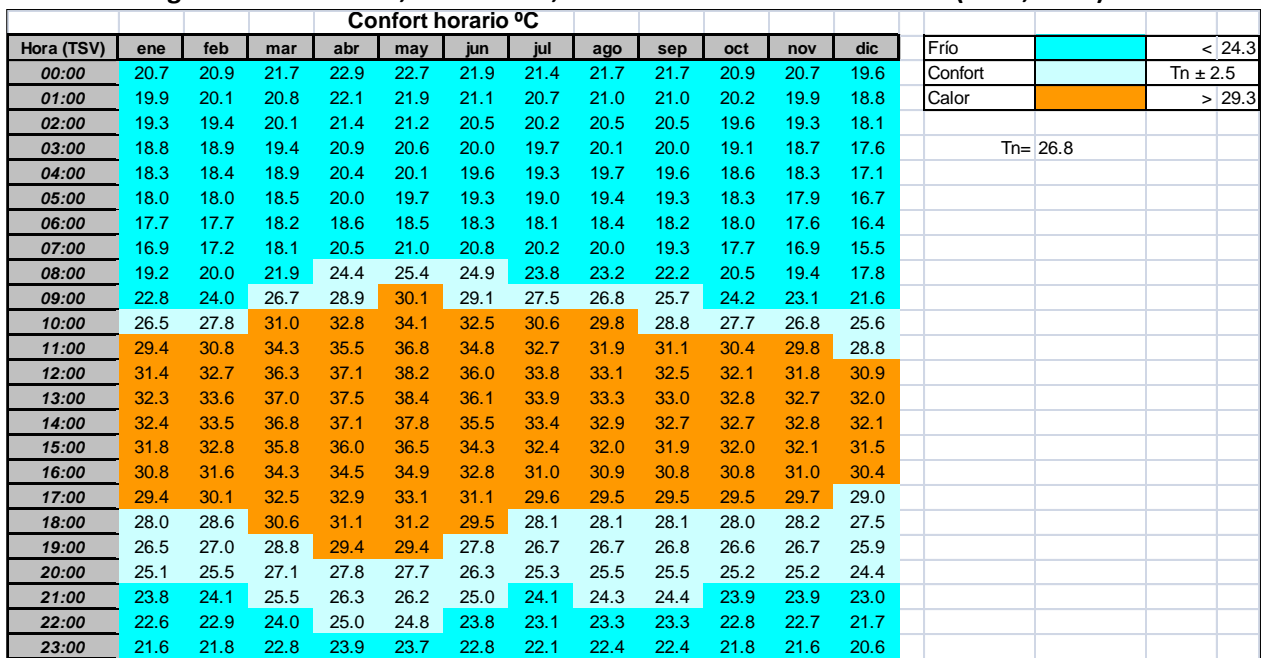 Confort horario ºC
Hora (TSV) ene feb mar abr may jun jul ago sep oct nov dic Frío < 24.3
00:00 20.7 20.9 21.7 22.9 22.7 21.9 21.4 21.7 21.7 20.9 20.7 19.6 Confort Tn ± 2.5
01:00 19.9 20.1 20.8 22.1 21.9 21.1 20.7 21.0 21.0 20.2 19.9 18.8 Calor > 29.3
02:00 19.3 19.4 20.1 21.4 21.2 20.5 20.2 20.5 20.5 19.6 19.3 18.1
03:00 18.8 18.9 19.4 20.9 20.6 20.0 19.7 20.1 20.0 19.1 18.7 17.6 Tn= 26.8
04:00 18.3 18.4 18.9 20.4 20.1 19.6 19.3 19.7 19.6 18.6 18.3 17.1
05:00 18.0 18.0 18.5 20.0 19.7 19.3 19.0 19.4 19.3 18.3 17.9 16.7
06:00 17.7 17.7 18.2 18.6 18.5 18.3 18.1 18.4 18.2 18.0 17.6 16.4
07:00 16.9 17.2 18.1 20.5 21.0 20.8 20.2 20.0 19.3 17.7 16.9 15.5
08:00 19.2 20.0 21.9 24.4 25.4 24.9 23.8 23.2 22.2 20.5 19.4 17.8
09:00 22.8 24.0 26.7 28.9 30.1 29.1 27.5 26.8 25.7 24.2 23.1 21.6
10:00 26.5 27.8 31.0 32.8 34.1 32.5 30.6 29.8 28.8 27.7 26.8 25.6
11:00 29.4 30.8 34.3 35.5 36.8 34.8 32.7 31.9 31.1 30.4 29.8 28.8
12:00 31.4 32.7 36.3 37.1 38.2 36.0 33.8 33.1 32.5 32.1 31.8 30.9
13:00 32.3 33.6 37.0 37.5 38.4 36.1 33.9 33.3 33.0 32.8 32.7 32.0
14:00 32.4 33.5 36.8 37.1 37.8 35.5 33.4 32.9 32.7 32.7 32.8 32.1
15:00 31.8 32.8 35.8 36.0 36.5 34.3 32.4 32.0 31.9 32.0 32.1 31.5
16:00 30.8 31.6 34.3 34.5 34.9 32.8 31.0 30.9 30.8 30.8 31.0 30.4
17:00 29.4 30.1 32.5 32.9 33.1 31.1 29.6 29.5 29.5 29.5 29.7 29.0
18:00 28.0 28.6 30.6 31.1 31.2 29.5 28.1 28.1 28.1 28.0 28.2 27.5
19:00 26.5 27.0 28.8 29.4 29.4 27.8 26.7 26.7 26.8 26.6 26.7 25.9
20:00 25.1 25.5 27.1 27.8 27.7 26.3 25.3 25.5 25.5 25.2 25.2 24.4
21:00 23.8 24.1 25.5 26.3 26.2 25.0 24.1 24.3 24.4 23.9 23.9 23.0
22:00 22.6 22.9 24.0 25.0 24.8 23.8 23.1 23.3 23.3 22.8 22.7 21.7
23:00 21.6 21.8 22.8 23.9 23.7 22.8 22.1 22.4 22.4 21.8 21.6 20.6